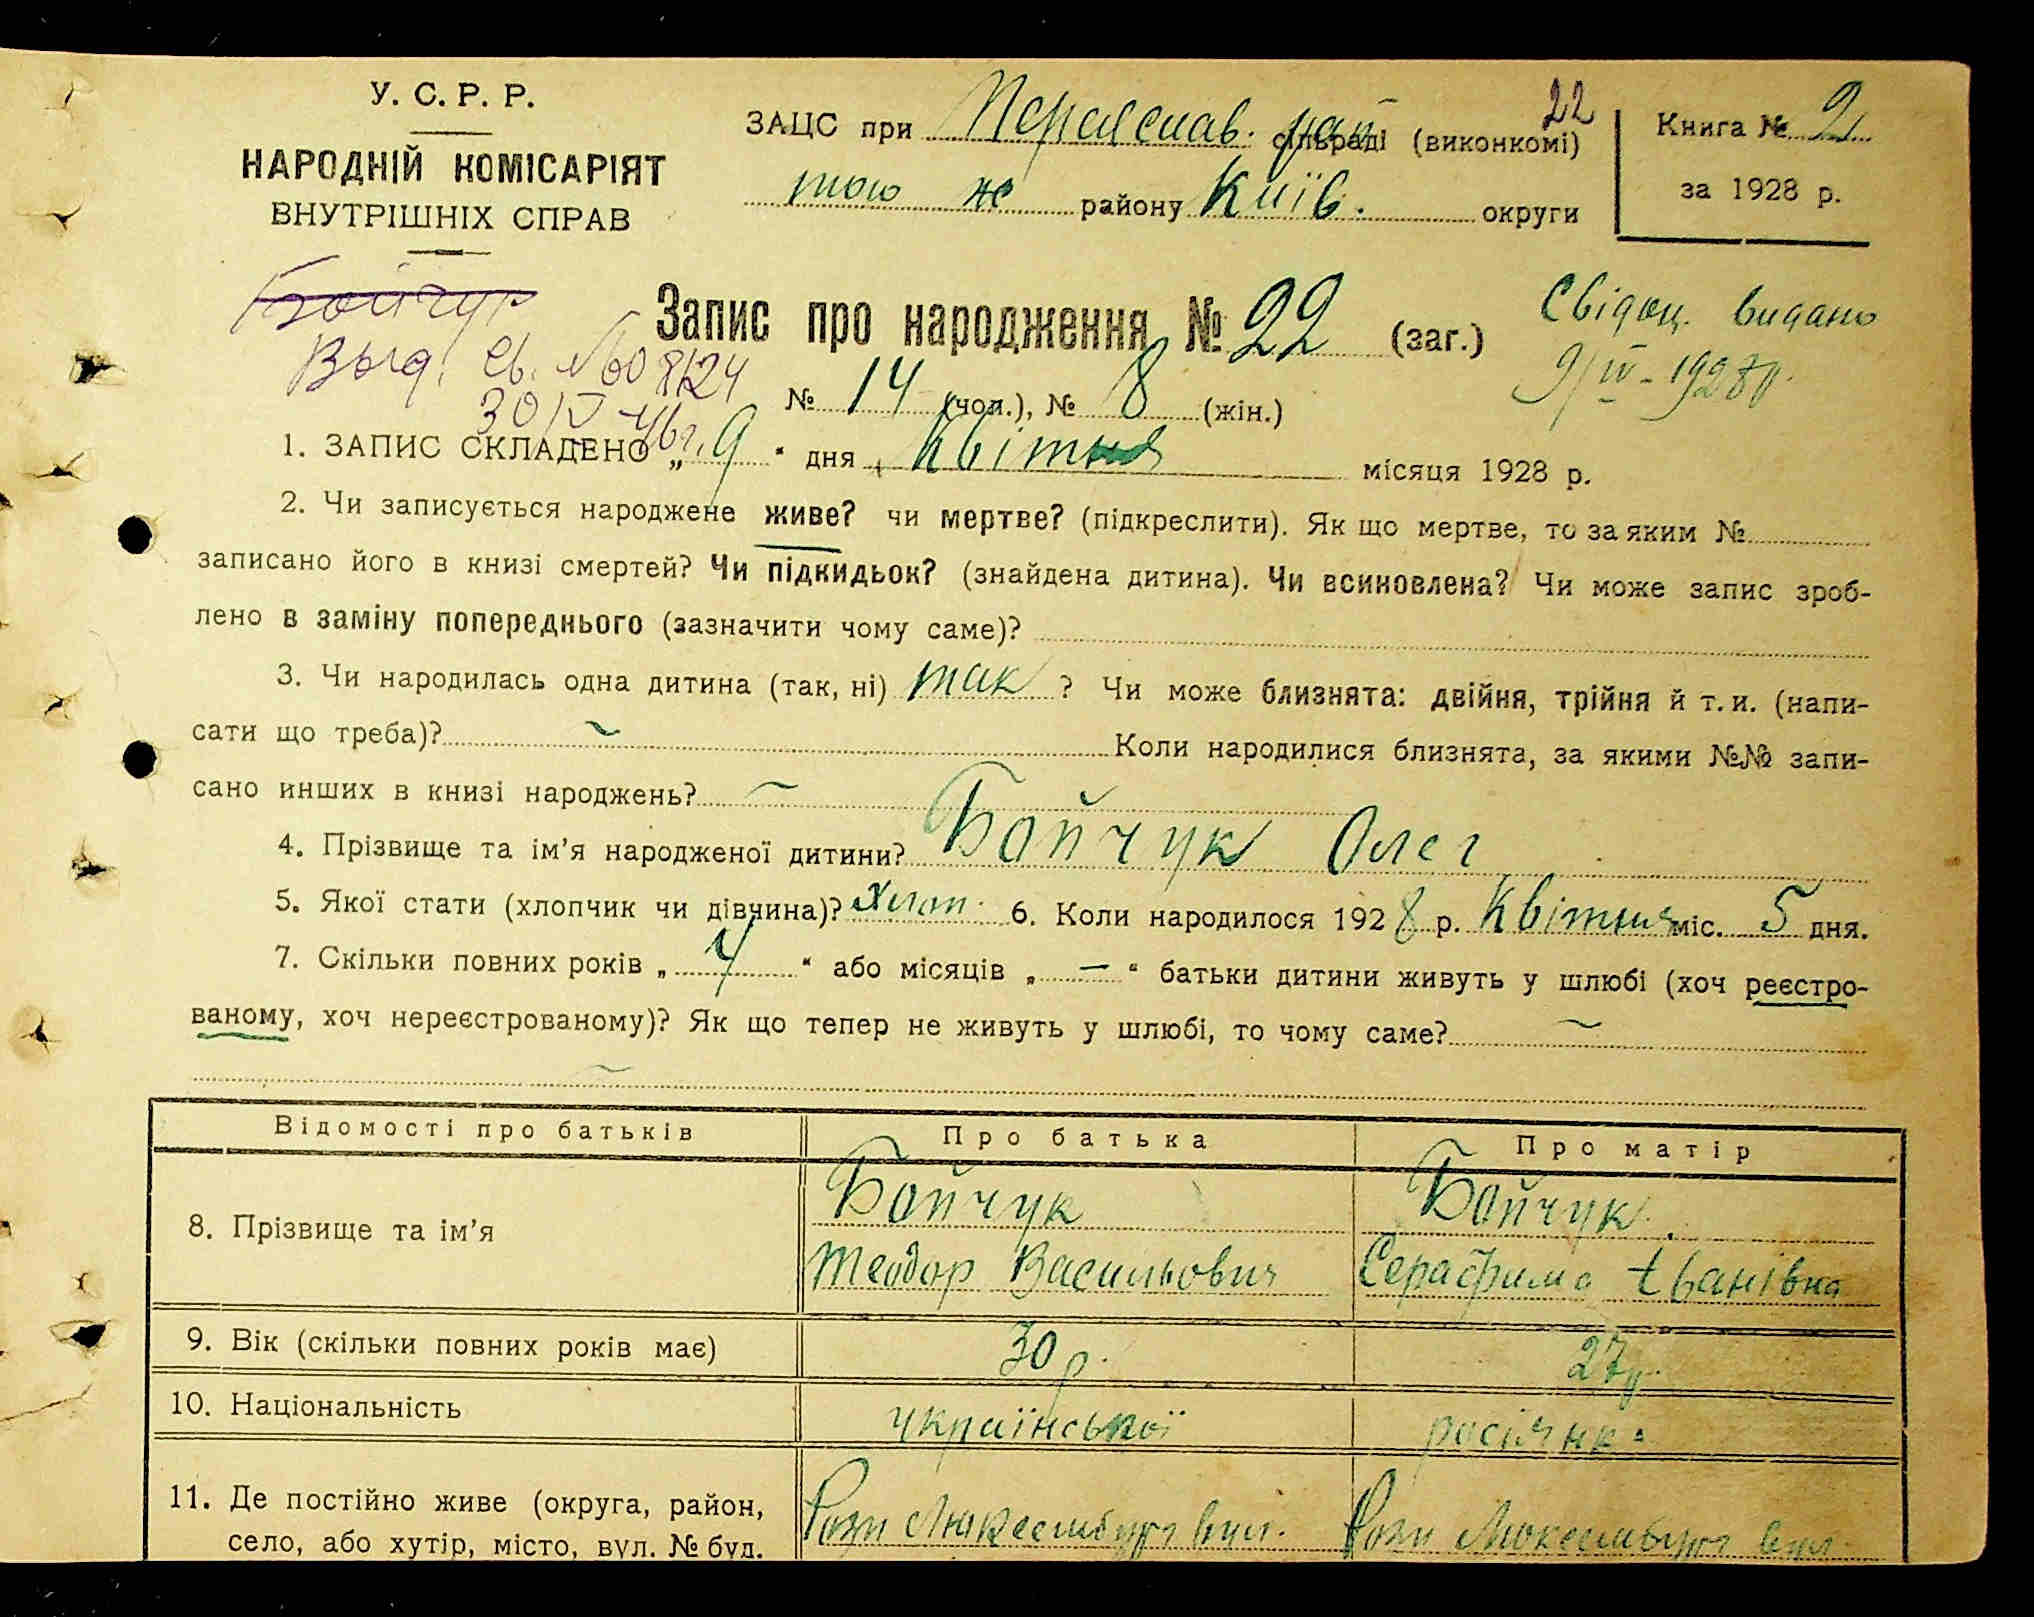 У. С. Р. Р.
НАРОДНІЙ КОМІСАРІЯТ
ВНУТРІШНІХ СПРАВ
22
ЗАЦС при Переяслав. рай сільраді (виконкомі)
того ж району Київ. округи
Книга № 2
за 1928 р.
Бойчук
Выд. св. № 008124
30/V 46 г.
Запис про народження № 22 (заг.)
Свідоц. видано
9/IV - 1928 р.
№ 14 (чол.), № 8 (жін.)
1. ЗАПИС СКЛАДЕНО „ 9 “ дня Квітня місяця 1928 р.
2. Чи записується народжене живе? чи мертве? (підкреслити). Як що мертве, то за яким №
записано його в книзі смертей? Чи підкидьок? (знайдена дитина). Чи всиновлена? Чи може запис зроб-
лено в заміну попереднього (зазначити чому саме)?
3. Чи народилась одна дитина (так, ні) так ? Чи може близнята: двійня, трійня й т. и. (напи-
сати що треба)? ~ Коли народилися близнята, за якими №№ запи-
сано инших в книзі народжень? ~
4. Прізвище та ім’я народженої дитини? Бойчук Олег
5. Якої стати (хлопчик чи дівчина)? хлоп. 6. Коли народилося 1928 р. Квітня міс. 5 дня.
7. Скільки повних років „ 4 “ або місяців „ — “ батьки дитини живуть у шлюбі (хоч реєстро-
ваному, хоч нереєстрованому)? Як що тепер не живуть у шлюбі, то чому саме? ~
~
Відомості про батьків Про батька Про матір
8. Прізвище та ім’я Бойчук Бойчук
Теодор Васильович Серафима Іванівна
9. Вік (скільки повних років має) 30 р. 27 р.
10. Національність української росіянка
11. Де постійно живе (округа, район, Рози Люксембург вул. Рози Люксембург вул.
село, або хутір, місто, вул. № буд.